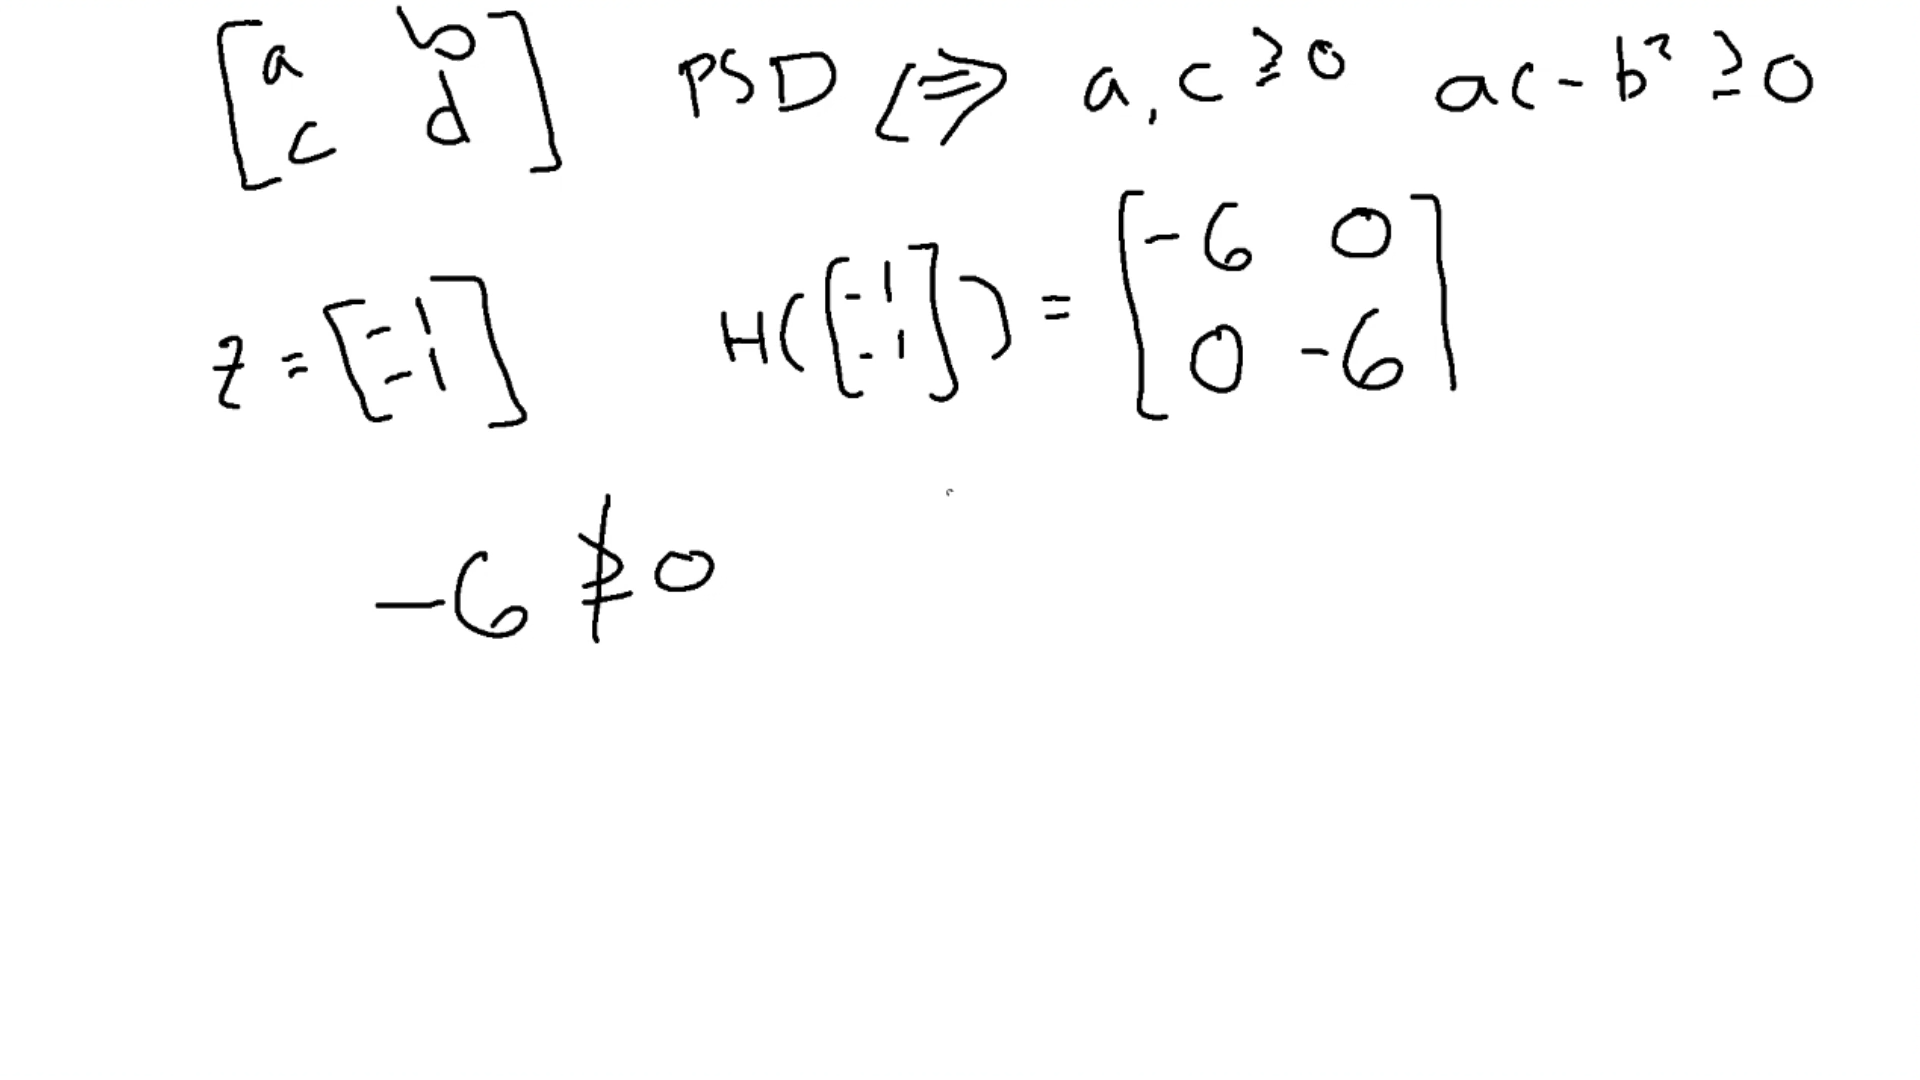 [a b
c d] PSD ⟺ a, c ≥ 0 ac - b² ≥ 0
z = [-1
-1] H([-1
-1]) = [-6 0
0 -6]
-6 ≱ 0